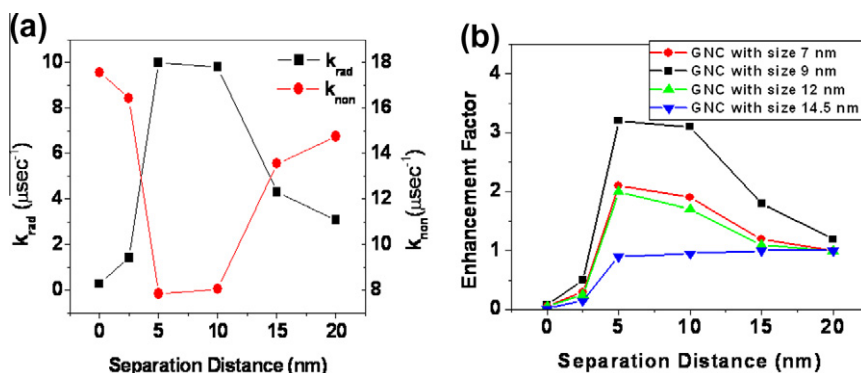 (a)
10
8
6
4
2
0
k_rad (μsec⁻¹)
k_rad
k_non
18
16
14
12
10
8
k_non (μsec⁻¹)
0 5 10 15 20
Separation Distance (nm)
(b)
GNC with size 7 nm
GNC with size 9 nm
GNC with size 12 nm
GNC with size 14.5 nm
4
3
2
1
0
Enhancement Factor
0 5 10 15 20
Separation Distance (nm)